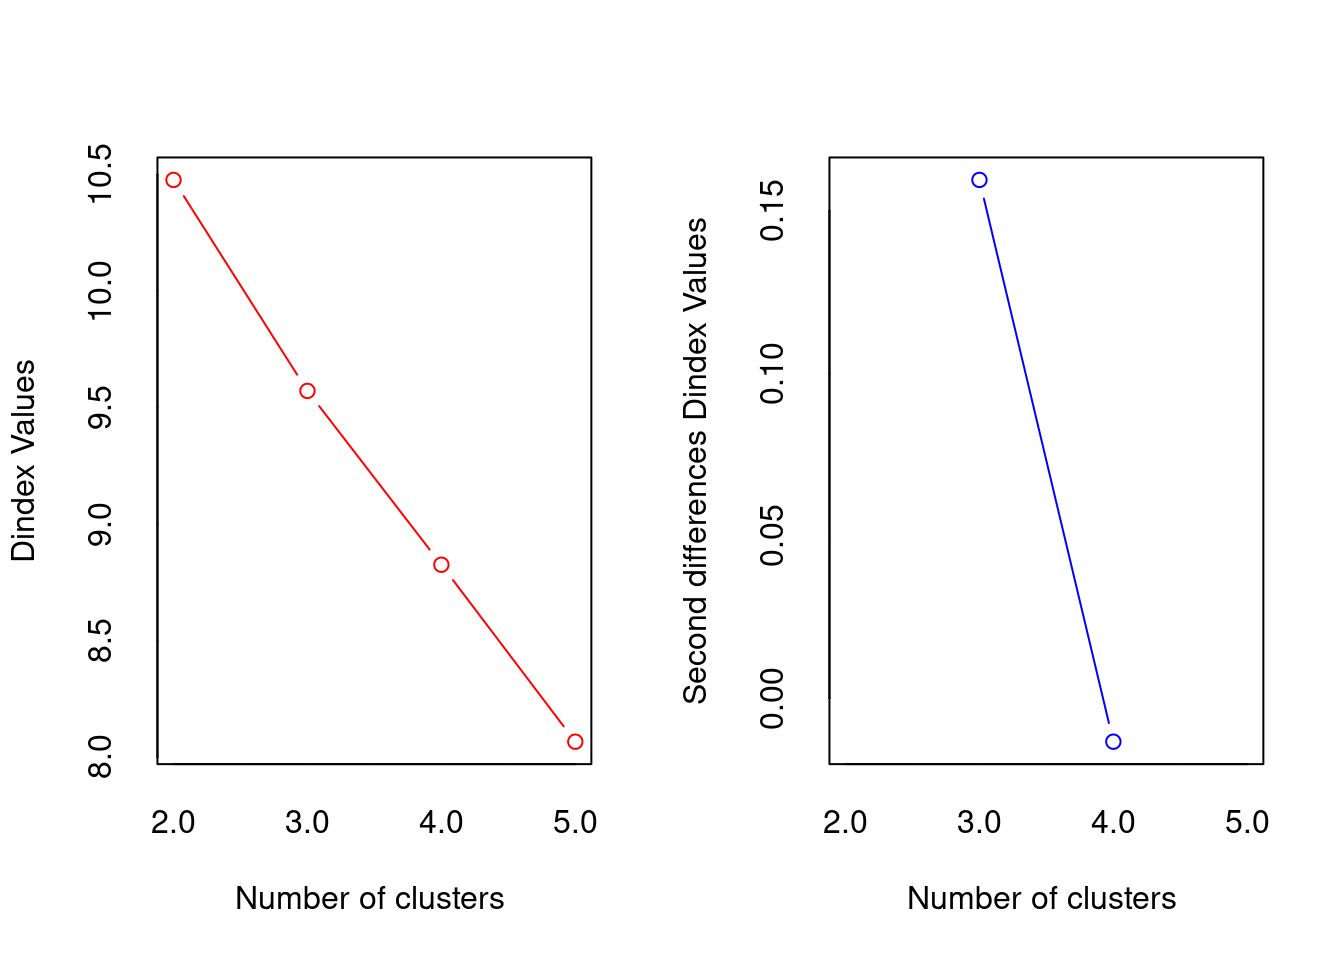 Dindex Values
10.5
10.0
9.5
9.0
8.5
8.0
2.0 3.0 4.0 5.0
Number of clusters
Second differences Dindex Values
0.15
0.10
0.05
0.00
2.0 3.0 4.0 5.0
Number of clusters